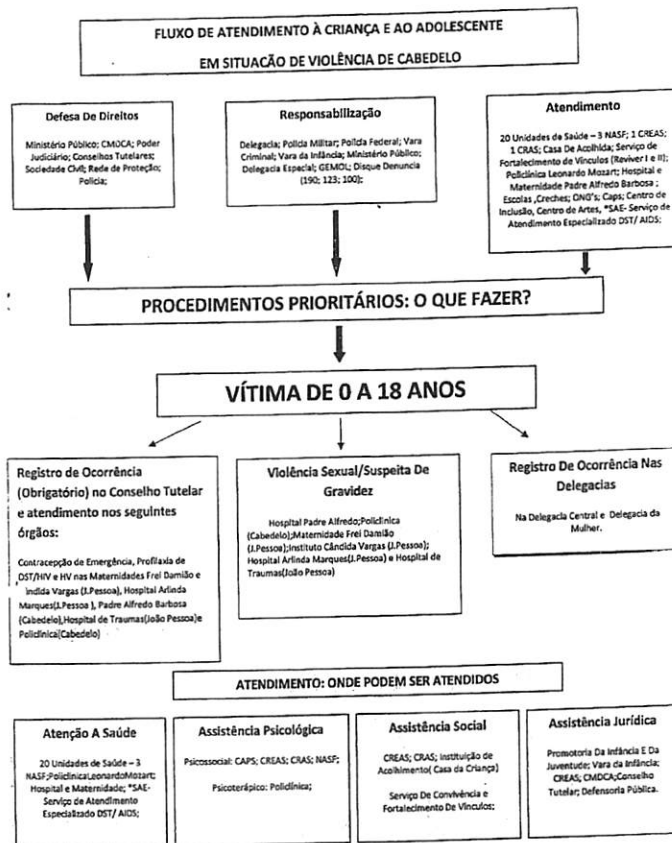 FLUXO DE ATENDIMENTO À CRIANÇA E AO ADOLESCENTE
EM SITUACÃO DE VIOLÊNCIA DE CABEDELO
Defesa De Direitos
Ministério Público; CMDCA; Poder
Judiciário; Conselhos Tutelares;
Sociedade Civil; Rede de Proteção;
Policia;
Responsabilização
Delegacia; Policia Militar; Polícia Federal; Vara
Criminal; Vara da Infância; Ministério Público;
Delegacia Especial; GEMOL; Disque Denuncia
(190; 123; 100);
Atendimento
20 Unidades de Saúde – 3 NASF; 1 CREAS;
1 CRAS; Casa De Acolhida; Serviço de
Fortalecimento de Vínculos (Reviver I e II);
Policlínica Leonardo Mozart; Hospital e
Maternidade Padre Alfredo Barbosa ;
Escolas ,Creches; ONG's; Caps; Centro de
Inclusão, Centro de Artes, *SAE- Serviço de
Atendimento Especializado DST/ AIDS;
PROCEDIMENTOS PRIORITÁRIOS: O QUE FAZER?
VÍTIMA DE 0 A 18 ANOS
Registro de Ocorrência
(Obrigatório) no Conselho Tutelar
e atendimento nos seguintes
órgãos:
Contracepção de Emergência, Profilaxia de
DST/HIV e HV nas Maternidades Frei Damião e
indida Vargas (J.Pessoa), Hospital Arlinda
Marques(J.Pessoa ), Padre Alfredo Barbosa
(Cabedelo),Hospital de Traumas(João Pessoa)e
Policlínica(Cabedelo)
Violência Sexual/Suspeita De
Gravidez
Hospital Padre Alfredo;Policlínica
(Cabedelo);Maternidade Frei Damião
(J.Pessoa);Instituto Cândida Vargas (J.Pessoa);
Hospital Arlinda Marques(J.Pessoa) e Hospital de
Traumas(João Pessoa)
Registro De Ocorrência Nas
Delegacias
Na Delegacia Central e Delegacia da
Mulher.
ATENDIMENTO: ONDE PODEM SER ATENDIDOS
Atenção A Saúde
20 Unidades de Saúde – 3
NASF;PoliclinicaLeonardoMozart;
Hospital e Maternidade; *SAE-
Serviço de Atendimento
Especializado DST/ AIDS;
Assistência Psicológica
Psicossocial: CAPS; CREAS; CRAS; NASF;
Psicoterápico: Policlínica;
Assistência Social
CREAS; CRAS; Instituição de
Acolhimento( Casa da Criança)
Serviço De Convivência e
Fortalecimento De Vínculos;
Assistência Jurídica
Promotoria Da Infância E Da
Juventude; Vara da Infância;
CREAS; CMDCA;Conselho
Tutelar; Defensoria Pública.